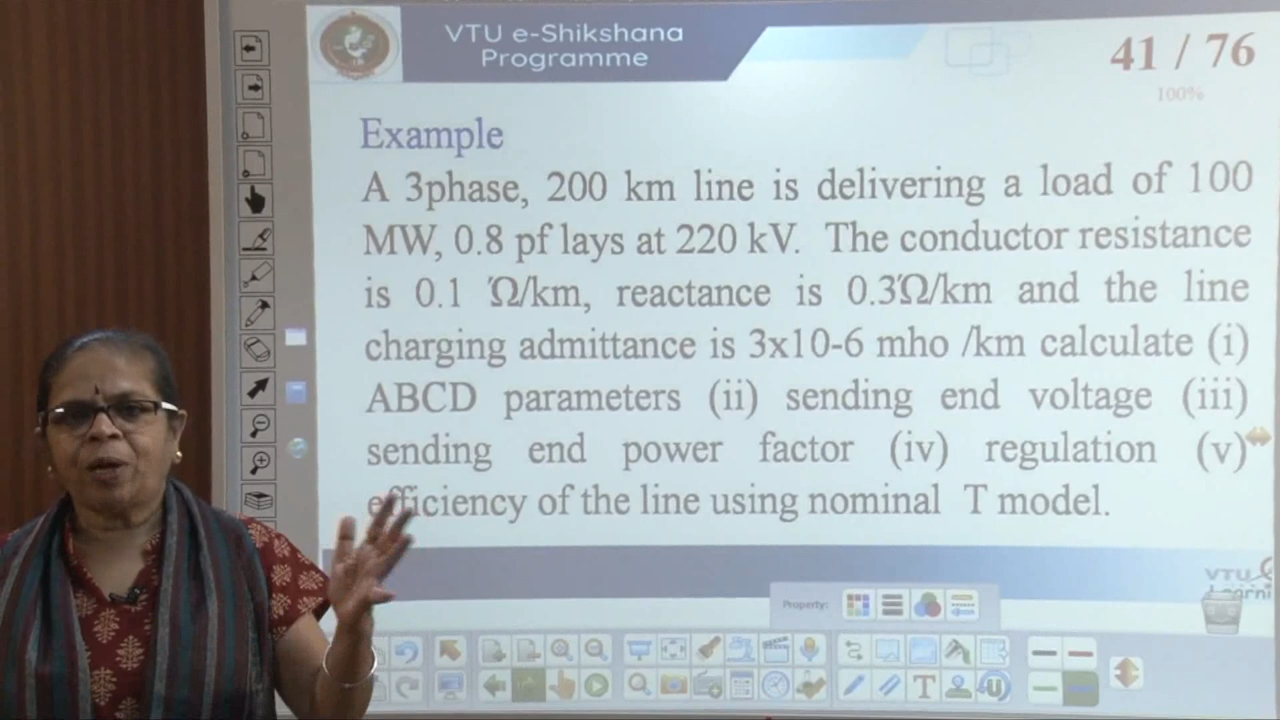 VTU e-Shikshana
Programme
41 / 76
100%
Example
A 3phase, 200 km line is delivering a load of 100
MW, 0.8 pf lays at 220 kV. The conductor resistance
is 0.1 Ώ/km, reactance is 0.3Ώ/km and the line
charging admittance is 3x10-6 mho /km calculate (i)
ABCD parameters (ii) sending end voltage (iii)
sending end power factor (iv) regulation (v)
efficiency of the line using nominal T model.
VTU
Property: